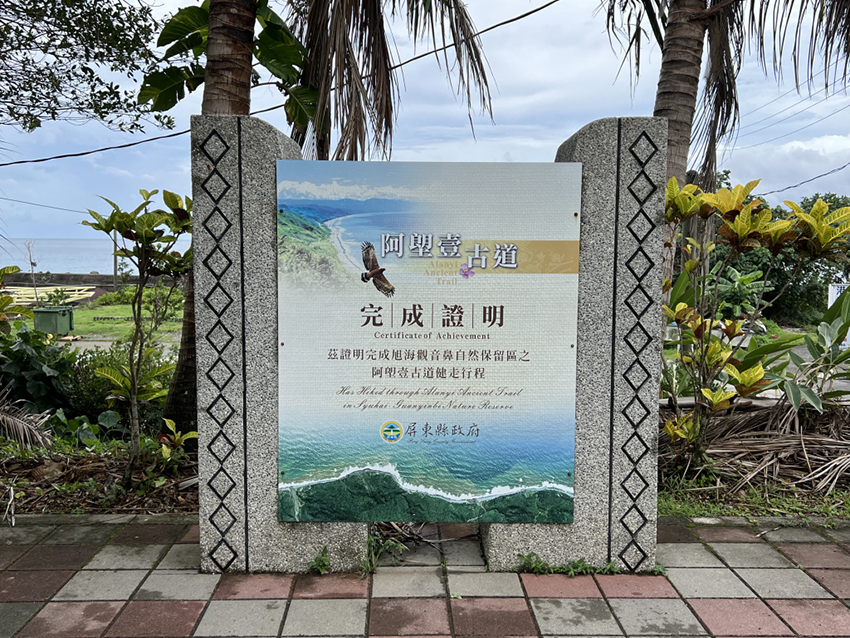 阿塱壹古道
Alanyi
Ancient
Trail
完成證明
Certificate of Achievement
茲證明完成旭海觀音鼻自然保留區之
阿塱壹古道健走行程
Has Hiked through Alanyi Ancient Trail
in Syuhai-Guanyinbi Nature Reserve
屏東縣政府